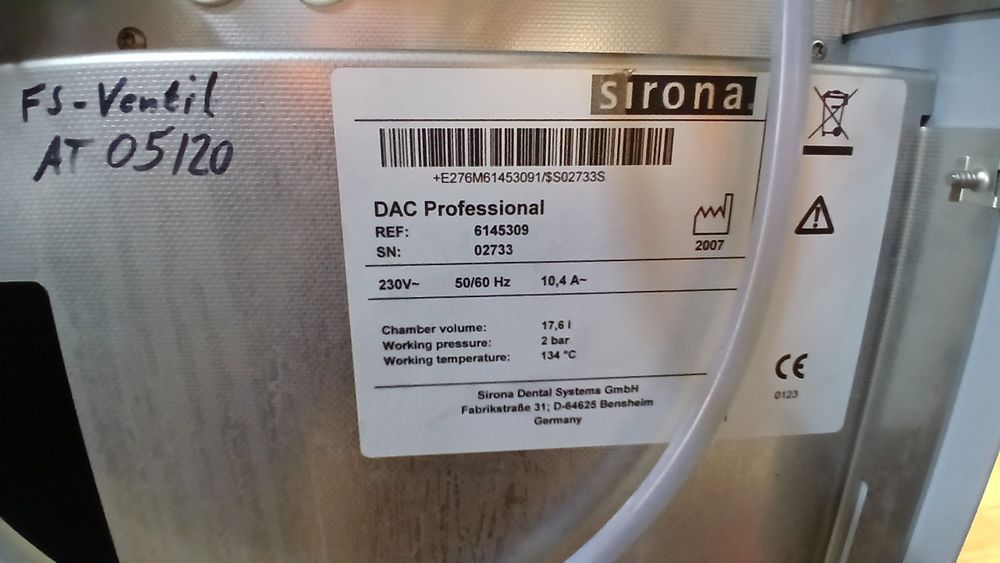 FS-Ventil
AT 05/20
sirona.
+E276M61453091/$S02733S
DAC Professional
REF: 6145309
SN: 02733
2007
230V~ 50/60 Hz 10,4 A~
Chamber volume: 17,6 l
Working pressure: 2 bar
Working temperature: 134 °C
Sirona Dental Systems GmbH
Fabrikstraße 31; D-64625 Bensheim
Germany
CE
0123